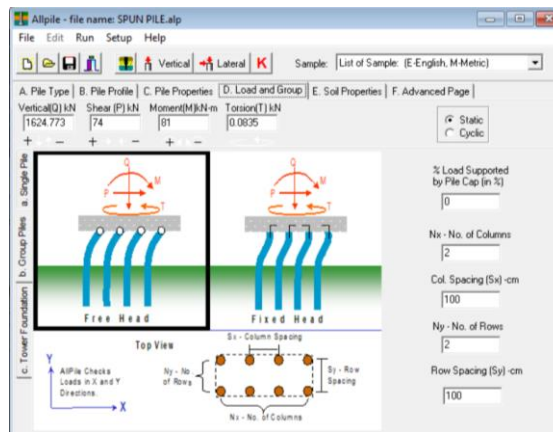 Allpile - file name: SPUN PILE.alp
File Edit Run Setup Help
Vertical Lateral K Sample: List of Sample: (E-English, M-Metric)
A. Pile Type B. Pile Profile C. Pile Properties D. Load and Group E. Soil Properties F. Advanced Page
Vertical(Q) kN Shear (P) kN Moment(M)kN-m Torsion(T) kN
1624.773 74 81 0.0835
+ - + - + -
Static
Cyclic
a. Single Pile
b. Group Piles
c. Tower Foundation
Q
P M
T
Free Head
Q
P M
T
Fixed Head
% Load Supported
by Pile Cap (in %)
0
Nx - No. of Columns
2
Col. Spacing (Sx) -cm
100
Ny - No. of Rows
2
Row Spacing (Sy) -cm
100
Top View
Sx - Column Spacing
Y
AllPile Checks
Loads in X and Y
Directions.
X
Ny - No.
of Rows
Sy - Row
Spacing
Nx - No. of Columns